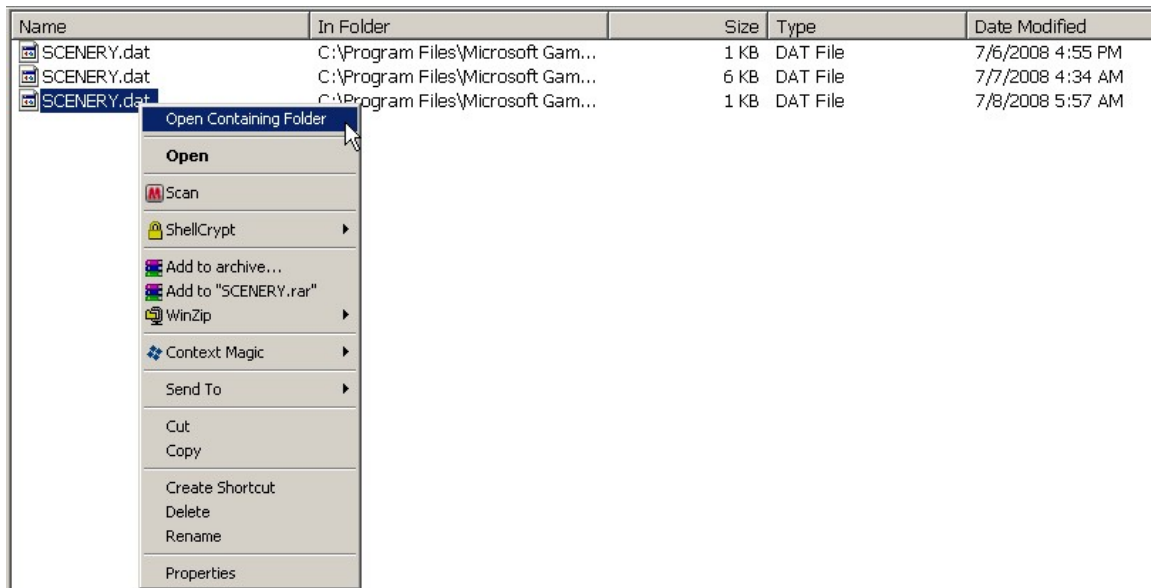 Name In Folder Size Type Date Modified
SCENERY.dat C:\Program Files\Microsoft Gam... 1 KB DAT File 7/6/2008 4:55 PM
SCENERY.dat C:\Program Files\Microsoft Gam... 6 KB DAT File 7/7/2008 4:34 AM
SCENERY.dat C:\Program Files\Microsoft Gam... 1 KB DAT File 7/8/2008 5:57 AM
Open Containing Folder
Open
Scan
ShellCrypt
Add to archive...
Add to "SCENERY.rar"
WinZip
Context Magic
Send To
Cut
Copy
Create Shortcut
Delete
Rename
Properties